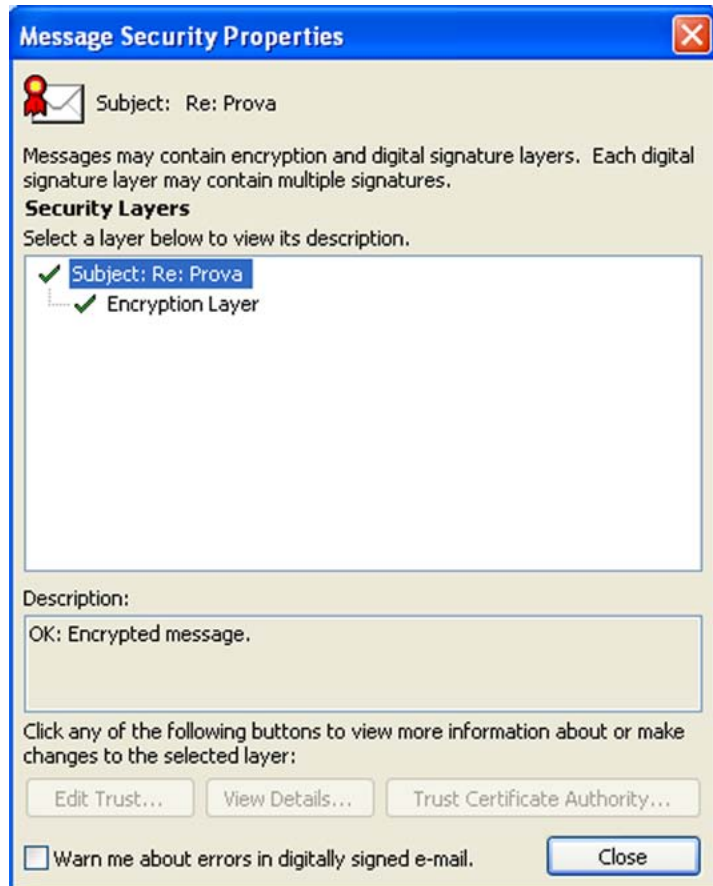 Message Security Properties
Subject: Re: Prova
Messages may contain encryption and digital signature layers. Each digital
signature layer may contain multiple signatures.
Security Layers
Select a layer below to view its description.
Subject: Re: Prova
Encryption Layer
Description:
OK: Encrypted message.
Click any of the following buttons to view more information about or make
changes to the selected layer:
Edit Trust... View Details... Trust Certificate Authority...
Warn me about errors in digitally signed e-mail. Close